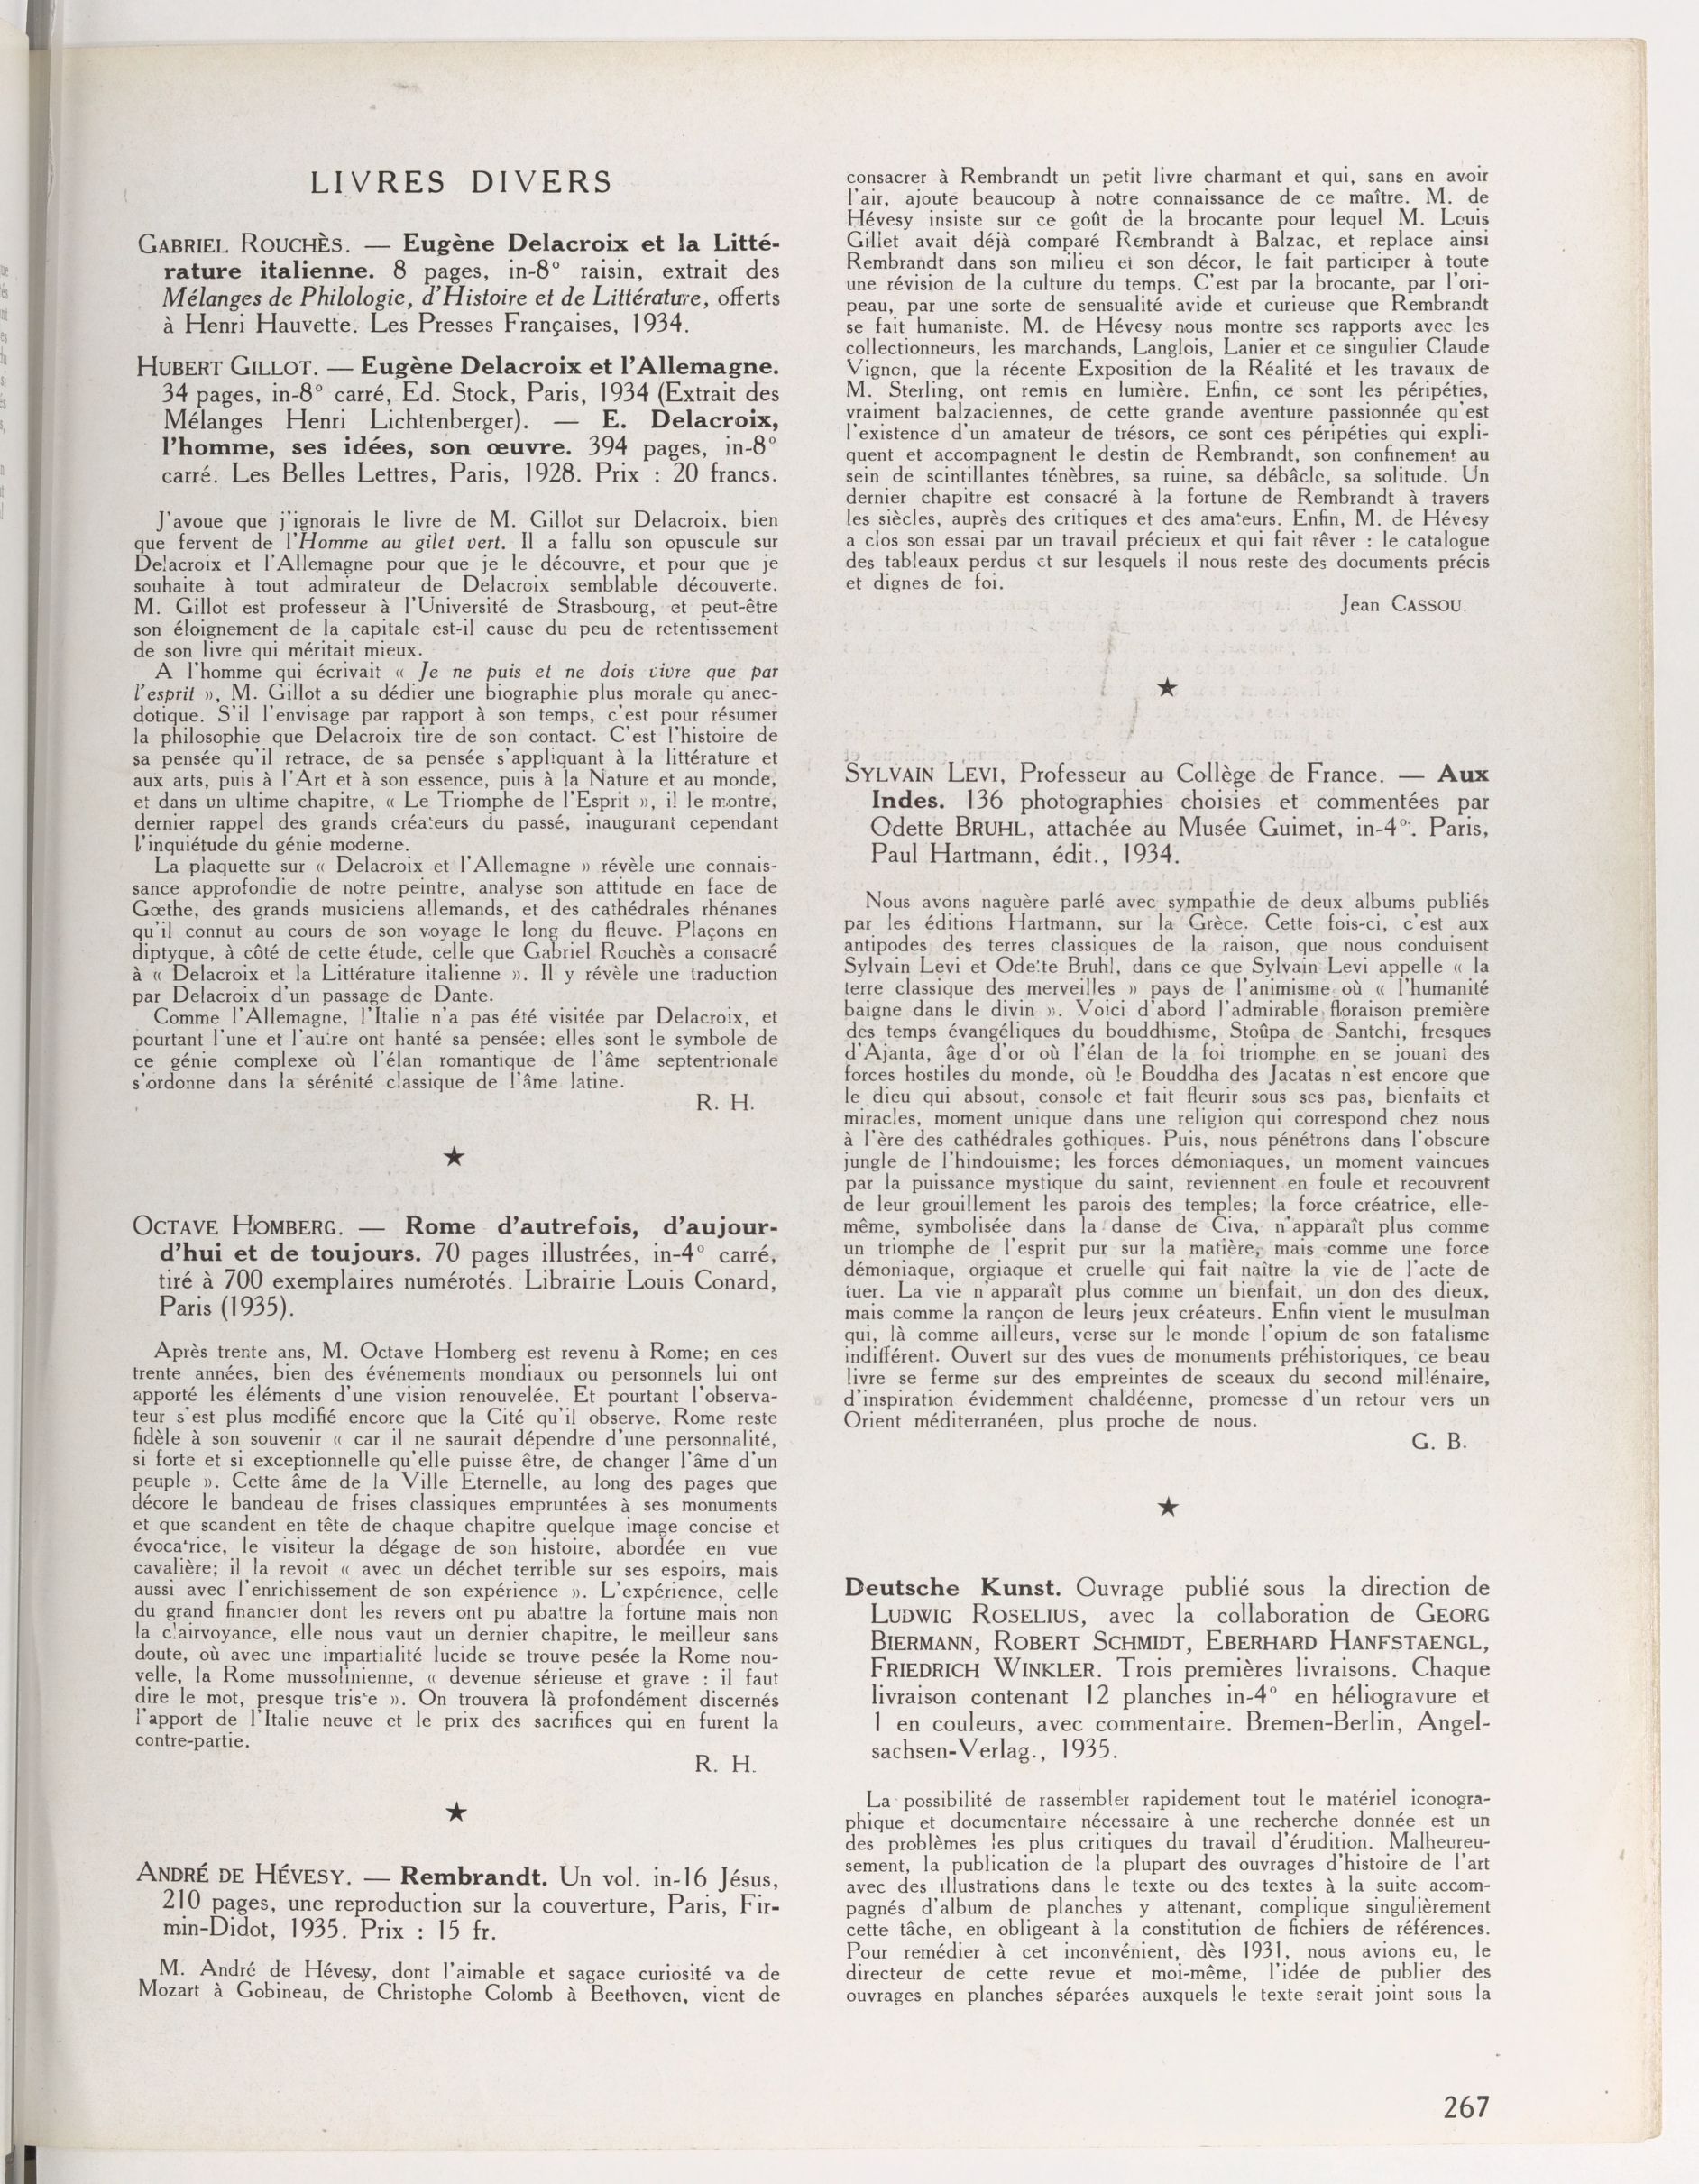 LIVRES DIVERS
GABRIEL ROUCHÈS. — Eugène Delacroix et la Litté-
rature italienne. 8 pages, in-8° raisin, extrait des
Mélanges de Philologie, d'Histoire et de Littérature, offerts
à Henri Hauvette. Les Presses Françaises, 1934.
HUBERT GILLOT. — Eugène Delacroix et l'Allemagne.
34 pages, in-8° carré, Ed. Stock, Paris, 1934 (Extrait des
Mélanges Henri Lichtenberger). — E. Delacroix,
l'homme, ses idées, son œuvre. 394 pages, in-8°
carré. Les Belles Lettres, Paris, 1928. Prix : 20 francs.
J'avoue que j'ignorais le livre de M. Gillot sur Delacroix, bien
que fervent de l'Homme au gilet vert. Il a fallu son opuscule sur
Delacroix et l'Allemagne pour que je le découvre, et pour que je
souhaite à tout admirateur de Delacroix semblable découverte.
M. Gillot est professeur à l'Université de Strasbourg, et peut-être
son éloignement de la capitale est-il cause du peu de retentissement
de son livre qui méritait mieux.
A l'homme qui écrivait « Je ne puis et ne dois vivre que par
l'esprit », M. Gillot a su dédier une biographie plus morale qu'anec-
dotique. S'il l'envisage par rapport à son temps, c'est pour résumer
la philosophie que Delacroix tire de son contact. C'est l'histoire de
sa pensée qu'il retrace, de sa pensée s'appliquant à la littérature et
aux arts, puis à l'Art et à son essence, puis à la Nature et au monde,
et dans un ultime chapitre, « Le Triomphe de l'Esprit », il le montre,
dernier rappel des grands créateurs du passé, inaugurant cependant
l'inquiétude du génie moderne.
La plaquette sur « Delacroix et l'Allemagne » révèle une connais-
sance approfondie de notre peintre, analyse son attitude en face de
Gœthe, des grands musiciens allemands, et des cathédrales rhénanes
qu'il connut au cours de son voyage le long du fleuve. Plaçons en
diptyque, à côté de cette étude, celle que Gabriel Rouchès a consacré
à « Delacroix et la Littérature italienne ». Il y révèle une traduction
par Delacroix d'un passage de Dante.
Comme l'Allemagne, l'Italie n'a pas été visitée par Delacroix, et
pourtant l'une et l'autre ont hanté sa pensée; elles sont le symbole de
ce génie complexe où l'élan romantique de l'âme septentrionale
s'ordonne dans la sérénité classique de l'âme latine.
R. H.
★
OCTAVE HOMBERG. — Rome d'autrefois, d'aujour-
d'hui et de toujours. 70 pages illustrées, in-4° carré,
tiré à 700 exemplaires numérotés. Librairie Louis Conard,
Paris (1935).
Après trente ans, M. Octave Homberg est revenu à Rome; en ces
trente années, bien des événements mondiaux ou personnels lui ont
apporté les éléments d'une vision renouvelée. Et pourtant l'observa-
teur s'est plus modifié encore que la Cité qu'il observe. Rome reste
fidèle à son souvenir « car il ne saurait dépendre d'une personnalité,
si forte et si exceptionnelle qu'elle puisse être, de changer l'âme d'un
peuple ». Cette âme de la Ville Eternelle, au long des pages que
décore le bandeau de frises classiques empruntées à ses monuments
et que scandent en tête de chaque chapitre quelque image concise et
évocatrice, le visiteur la dégage de son histoire, abordée en vue
cavalière; il la revoit « avec un déchet terrible sur ses espoirs, mais
aussi avec l'enrichissement de son expérience ». L'expérience, celle
du grand financier dont les revers ont pu abattre la fortune mais non
la clairvoyance, elle nous vaut un dernier chapitre, le meilleur sans
doute, où avec une impartialité lucide se trouve pesée la Rome nou-
velle, la Rome mussolinienne, « devenue sérieuse et grave : il faut
dire le mot, presque triste ». On trouvera là profondément discernés
l'apport de l'Italie neuve et le prix des sacrifices qui en furent la
contre-partie.
R. H.
★
ANDRÉ DE HÉVESY. — Rembrandt. Un vol. in-16 Jésus,
210 pages, une reproduction sur la couverture, Paris, Fir-
min-Didot, 1935. Prix : 15 fr.
M. André de Hévesy, dont l'aimable et sagace curiosité va de
Mozart à Gobineau, de Christophe Colomb à Beethoven, vient de
consacrer à Rembrandt un petit livre charmant et qui, sans en avoir
l'air, ajoute beaucoup à notre connaissance de ce maître. M. de
Hévesy insiste sur ce goût de la brocante pour lequel M. Louis
Gillet avait déjà comparé Rembrandt à Balzac, et replace ainsi
Rembrandt dans son milieu et son décor, le fait participer à toute
une révision de la culture du temps. C'est par la brocante, par l'ori-
peau, par une sorte de sensualité avide et curieuse que Rembrandt
se fait humaniste. M. de Hévesy nous montre ses rapports avec les
collectionneurs, les marchands, Langlois, Lanier et ce singulier Claude
Vignon, que la récente Exposition de la Réalité et les travaux de
M. Sterling, ont remis en lumière. Enfin, ce sont les péripéties,
vraiment balzaciennes, de cette grande aventure passionnée qu'est
l'existence d'un amateur de trésors, ce sont ces péripéties qui expli-
quent et accompagnent le destin de Rembrandt, son confinement au
sein de scintillantes ténèbres, sa ruine, sa débâcle, sa solitude. Un
dernier chapitre est consacré à la fortune de Rembrandt à travers
les siècles, auprès des critiques et des amateurs. Enfin, M. de Hévesy
a clos son essai par un travail précieux et qui fait rêver : le catalogue
des tableaux perdus et sur lesquels il nous reste des documents précis
et dignes de foi.
Jean CASSOU.
★
SYLVAIN LEVI, Professeur au Collège de France. — Aux
Indes. 136 photographies choisies et commentées par
Odette BRUHL, attachée au Musée Guimet, in-4°. Paris,
Paul Hartmann, édit., 1934.
Nous avons naguère parlé avec sympathie de deux albums publiés
par les éditions Hartmann, sur la Grèce. Cette fois-ci, c'est aux
antipodes des terres classiques de la raison, que nous conduisent
Sylvain Levi et Odette Bruhl, dans ce que Sylvain Levi appelle « la
terre classique des merveilles » pays de l'animisme où « l'humanité
baigne dans le divin ». Voici d'abord l'admirable floraison première
des temps évangéliques du bouddhisme, Stoûpa de Santchi, fresques
d'Ajanta, âge d'or où l'élan de la foi triomphe en se jouant des
forces hostiles du monde, où le Bouddha des Jacatas n'est encore que
le dieu qui absout, console et fait fleurir sous ses pas, bienfaits et
miracles, moment unique dans une religion qui correspond chez nous
à l'ère des cathédrales gothiques. Puis, nous pénétrons dans l'obscure
jungle de l'hindouisme; les forces démoniaques, un moment vaincues
par la puissance mystique du saint, reviennent en foule et recouvrent
de leur grouillement les parois des temples; la force créatrice, elle-
même, symbolisée dans la danse de Civa, n'apparaît plus comme
un triomphe de l'esprit pur sur la matière, mais comme une force
démoniaque, orgiaque et cruelle qui fait naître la vie de l'acte de
tuer. La vie n'apparaît plus comme un bienfait, un don des dieux,
mais comme la rançon de leurs jeux créateurs. Enfin vient le musulman
qui, là comme ailleurs, verse sur le monde l'opium de son fatalisme
indifférent. Ouvert sur des vues de monuments préhistoriques, ce beau
livre se ferme sur des empreintes de sceaux du second millénaire,
d'inspiration évidemment chaldéenne, promesse d'un retour vers un
Orient méditerranéen, plus proche de nous.
G. B.
★
Deutsche Kunst. Ouvrage publié sous la direction de
LUDWIG ROSELIUS, avec la collaboration de GEORG
BIERMANN, ROBERT SCHMIDT, EBERHARD HANFSTAENGL,
FRIEDRICH WINKLER. Trois premières livraisons. Chaque
livraison contenant 12 planches in-4° en héliogravure et
1 en couleurs, avec commentaire. Bremen-Berlin, Angel-
sachsen-Verlag., 1935.
La possibilité de rassembler rapidement tout le matériel iconogra-
phique et documentaire nécessaire à une recherche donnée est un
des problèmes les plus critiques du travail d'érudition. Malheureu-
sement, la publication de la plupart des ouvrages d'histoire de l'art
avec des illustrations dans le texte ou des textes à la suite accom-
pagnés d'album de planches y attenant, complique singulièrement
cette tâche, en obligeant à la constitution de fichiers de références.
Pour remédier à cet inconvénient, dès 1931, nous avions eu, le
directeur de cette revue et moi-même, l'idée de publier des
ouvrages en planches séparées auxquels le texte serait joint sous la
267